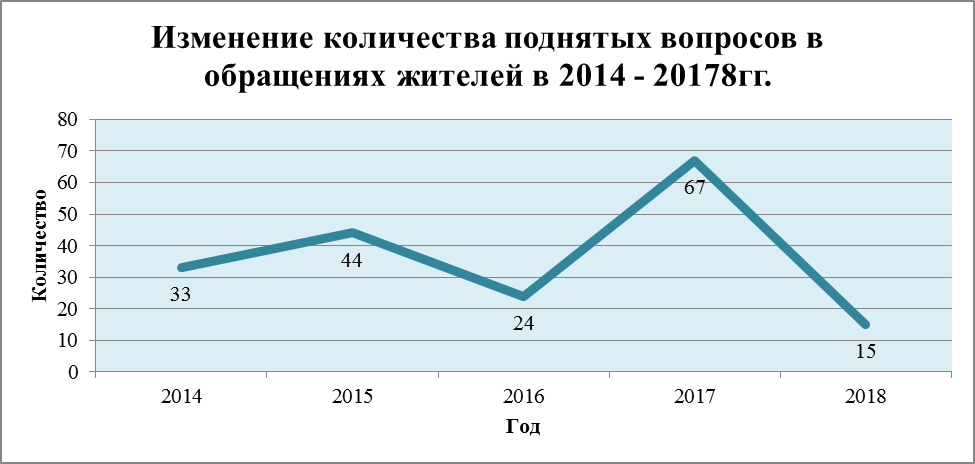 Изменение количества поднятых вопросов в
обращениях жителей в 2014 - 20178гг.
80
70
60
50
40
30
20
10
0
Количество
33
44
24
67
15
2014 2015 2016 2017 2018
Год